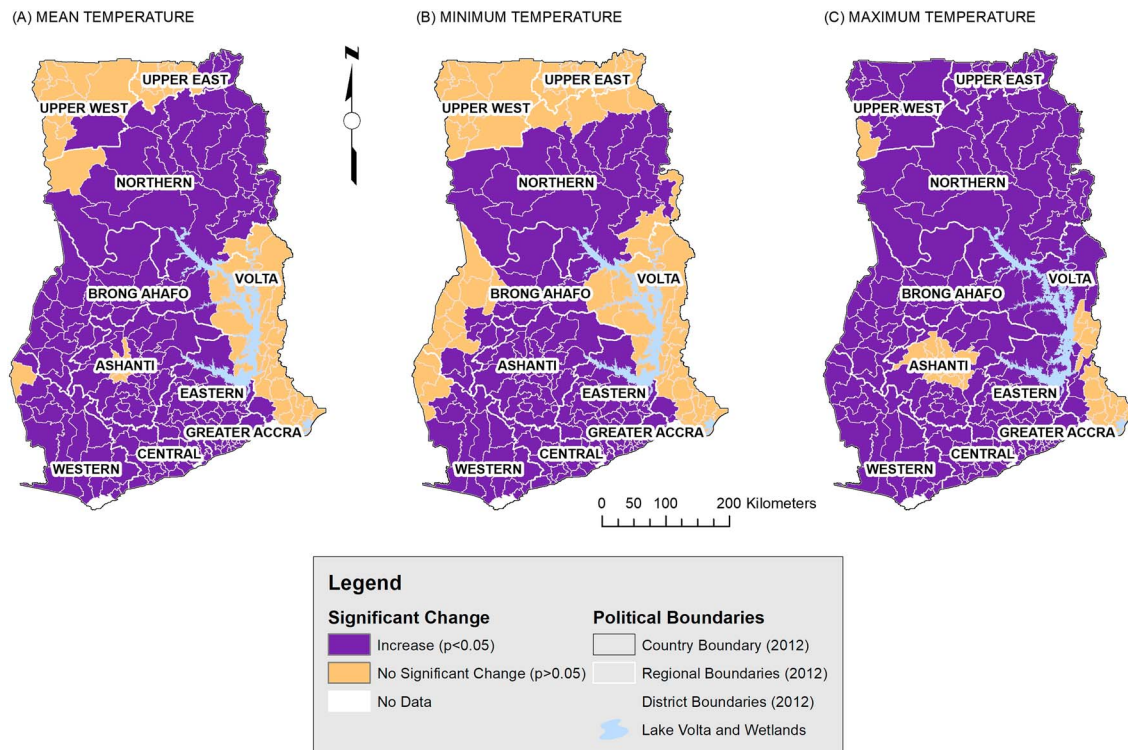 (A) MEAN TEMPERATURE
(B) MINIMUM TEMPERATURE
(C) MAXIMUM TEMPERATURE
N
UPPER EAST
UPPER WEST
NORTHERN
VOLTA
BRONG AHAFO
ASHANTI
EASTERN
GREATER ACCRA
CENTRAL
WESTERN
UPPER EAST
UPPER WEST
NORTHERN
VOLTA
BRONG AHAFO
ASHANTI
EASTERN
GREATER ACCRA
CENTRAL
WESTERN
UPPER EAST
UPPER WEST
NORTHERN
VOLTA
BRONG AHAFO
ASHANTI
EASTERN
GREATER ACCRA
CENTRAL
WESTERN
0 50 100 200 Kilometers
Legend
Significant Change
Increase (p<0.05)
No Significant Change (p>0.05)
No Data
Political Boundaries
Country Boundary (2012)
Regional Boundaries (2012)
District Boundaries (2012)
Lake Volta and Wetlands